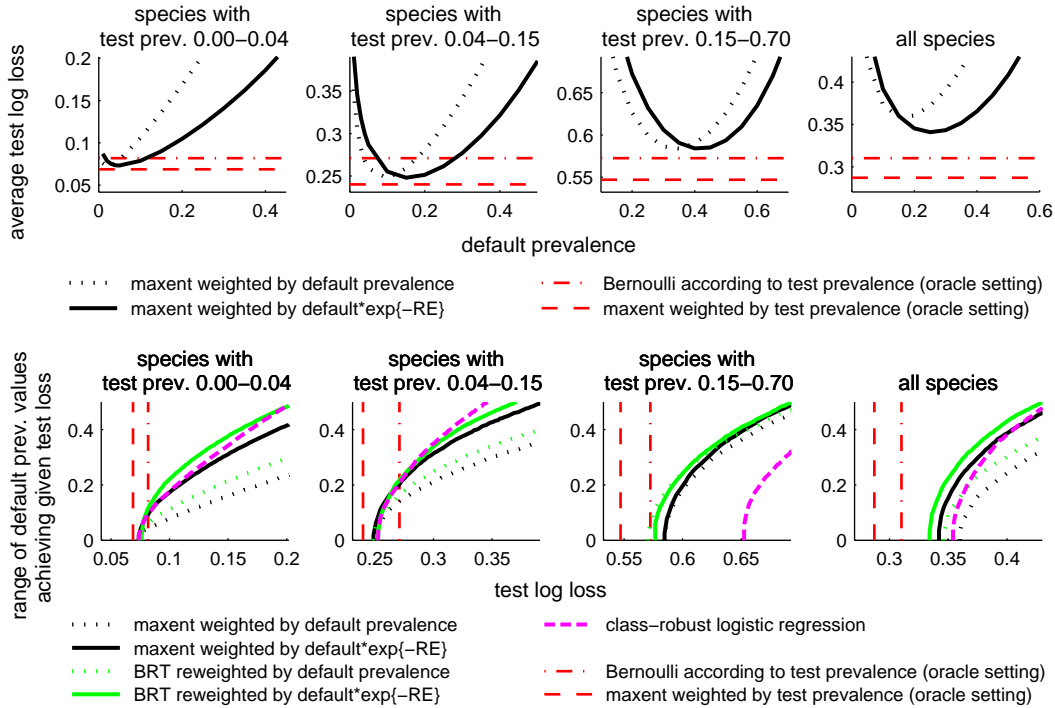 species with
test prev. 0.00−0.04
species with
test prev. 0.04−0.15
species with
test prev. 0.15−0.70
all species
average test log loss
0.2
0.15
0.1
0.05
0 0.2 0.4
0.35
0.3
0.25
0 0.2 0.4
0.65
0.6
0.55
0.2 0.4 0.6
0.4
0.35
0.3
0 0.2 0.4 0.6
default prevalence
maxent weighted by default prevalence
maxent weighted by default*exp{−RE}
Bernoulli according to test prevalence (oracle setting)
maxent weighted by test prevalence (oracle setting)
species with
test prev. 0.00−0.04
species with
test prev. 0.04−0.15
species with
test prev. 0.15−0.70
all species
range of default prev. values
achieving given test loss
0.4
0.2
0
0.05 0.1 0.15 0.2
0.4
0.2
0
0.25 0.3 0.35
0.4
0.2
0
0.55 0.6 0.65
0.4
0.2
0
0.3 0.35 0.4
test log loss
maxent weighted by default prevalence
maxent weighted by default*exp{−RE}
BRT reweighted by default prevalence
BRT reweighted by default*exp{−RE}
class−robust logistic regression
Bernoulli according to test prevalence (oracle setting)
maxent weighted by test prevalence (oracle setting)